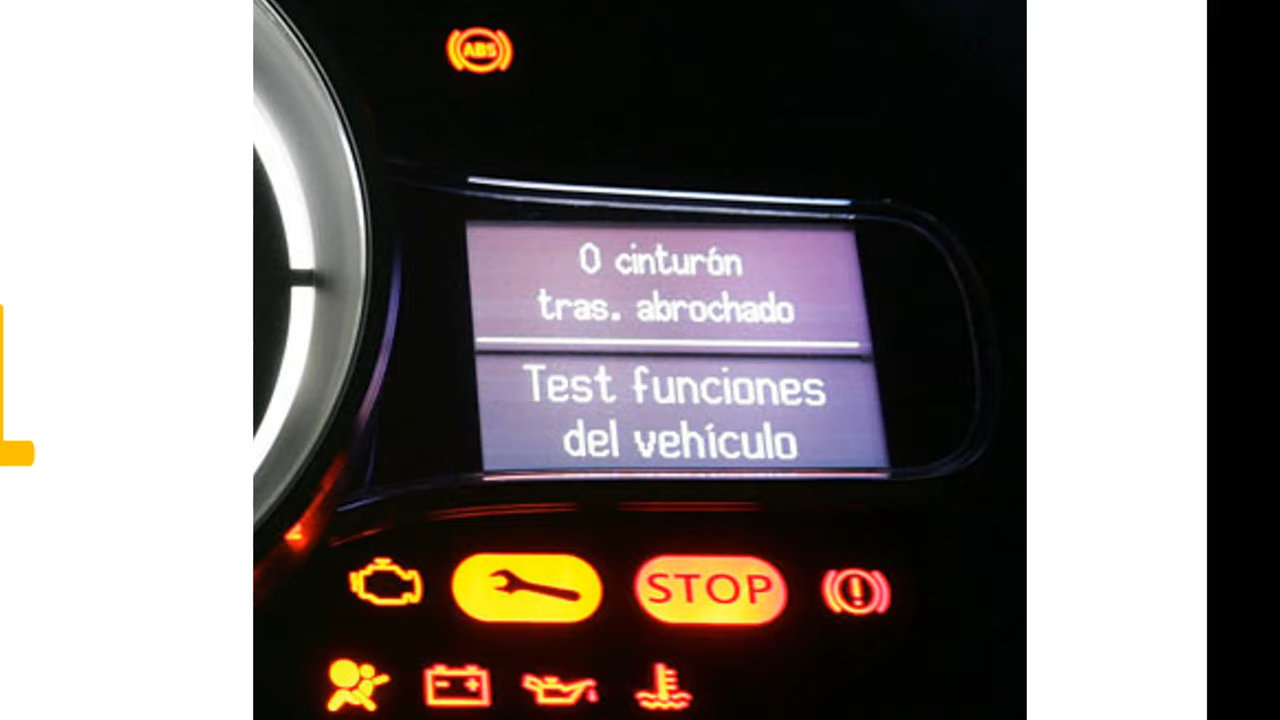 ABS
0 cinturón
tras. abrochado
Test funciones
del vehículo
STOP